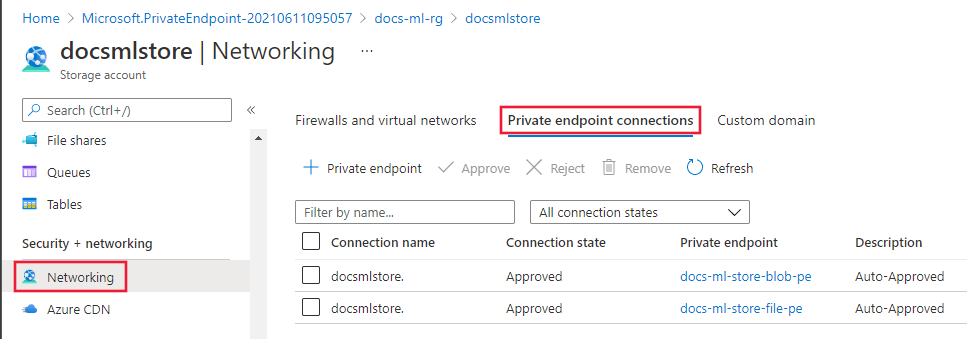 Home > Microsoft.PrivateEndpoint-20210611095057 > docs-ml-rg > docsmlstore
docsmlstore | Networking ...
Storage account
Search (Ctrl+/) «
File shares
Queues
Tables
Security + networking
Networking
Azure CDN
Firewalls and virtual networks Private endpoint connections Custom domain
+ Private endpoint Approve Reject Remove Refresh
Filter by name... All connection states
Connection name Connection state Private endpoint Description
docsmlstore. Approved docs-ml-store-blob-pe Auto-Approved
docsmlstore. Approved docs-ml-store-file-pe Auto-Approved